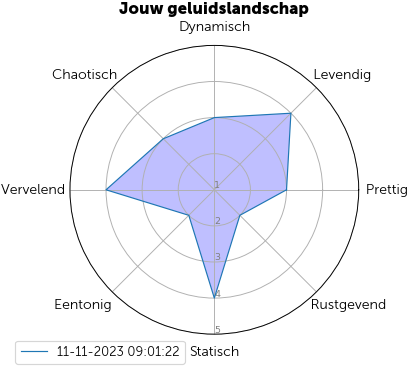 Jouw geluidslandschap
Dynamisch
Chaotisch
Levendig
Vervelend
1
Prettig
2
3
4
Eentonig
Rustgevend
5
11-11-2023 09:01:22
Statisch